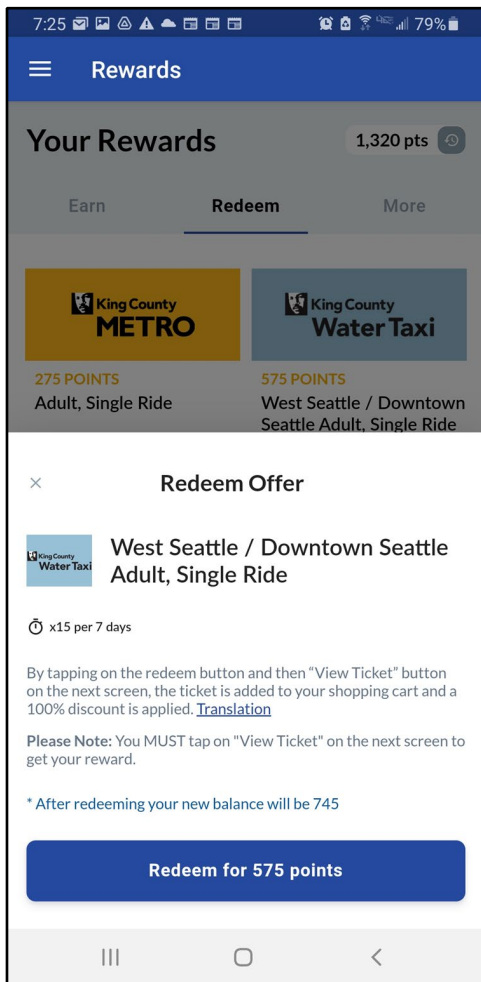 7:25
79%
Rewards
Your Rewards
1,320 pts
Earn
Redeem
More
King County
METRO
King County
Water Taxi
275 POINTS
Adult, Single Ride
575 POINTS
West Seattle / Downtown
Seattle Adult, Single Ride
Redeem Offer
King County
Water Taxi
West Seattle / Downtown Seattle
Adult, Single Ride
x15 per 7 days
By tapping on the redeem button and then “View Ticket” button
on the next screen, the ticket is added to your shopping cart and a
100% discount is applied. Translation
Please Note: You MUST tap on "View Ticket" on the next screen to
get your reward.
* After redeeming your new balance will be 745
Redeem for 575 points